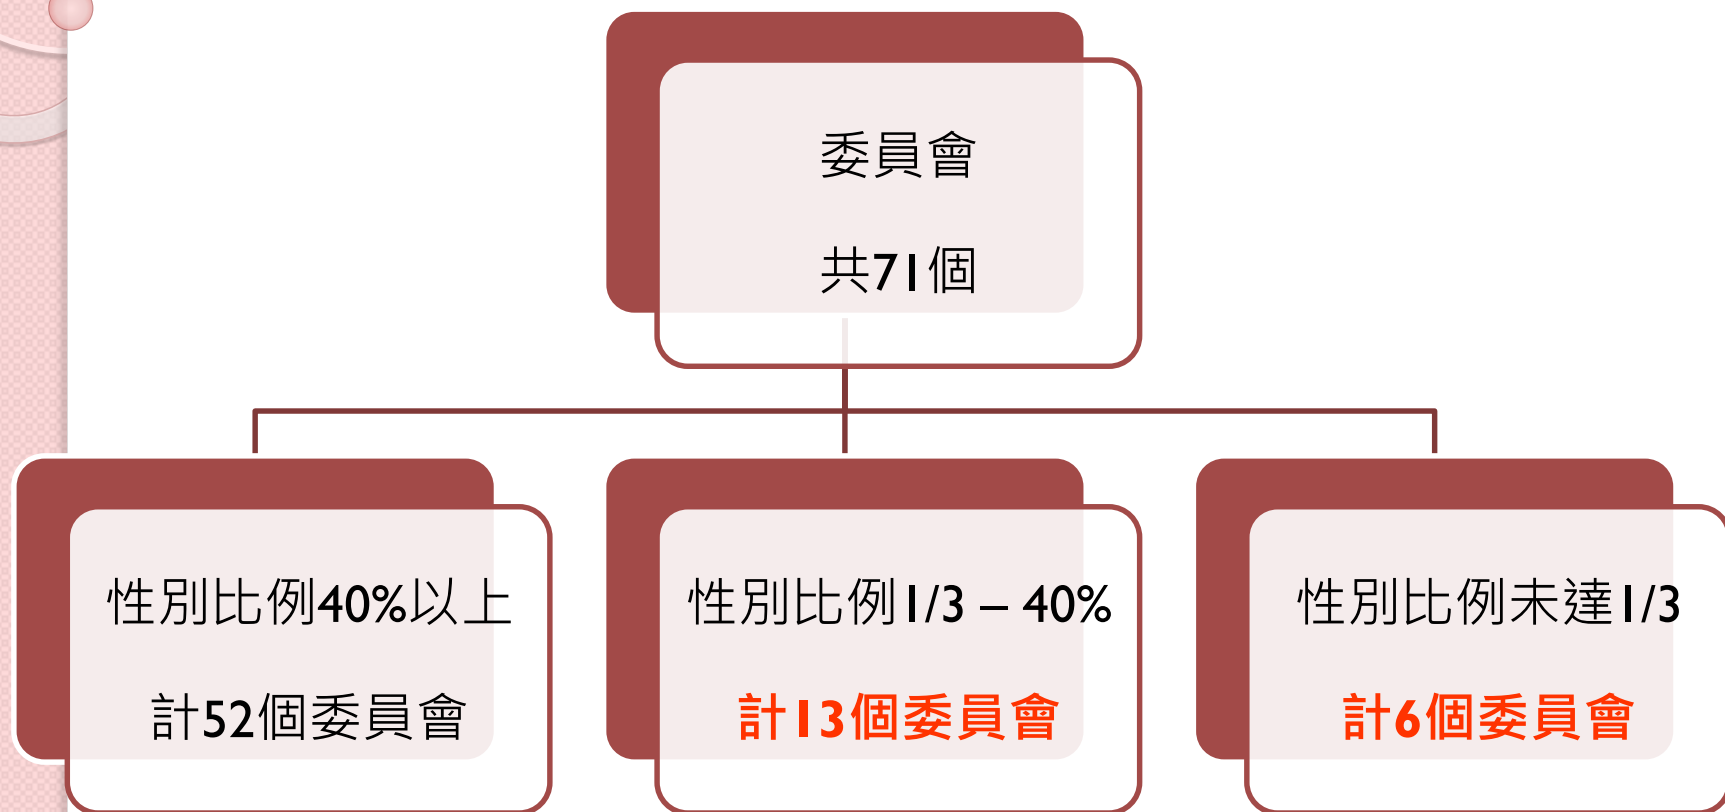 委員會
共71個
性別比例40%以上
計52個委員會
性別比例1/3 – 40%
計13個委員會
性別比例未達1/3
計6個委員會